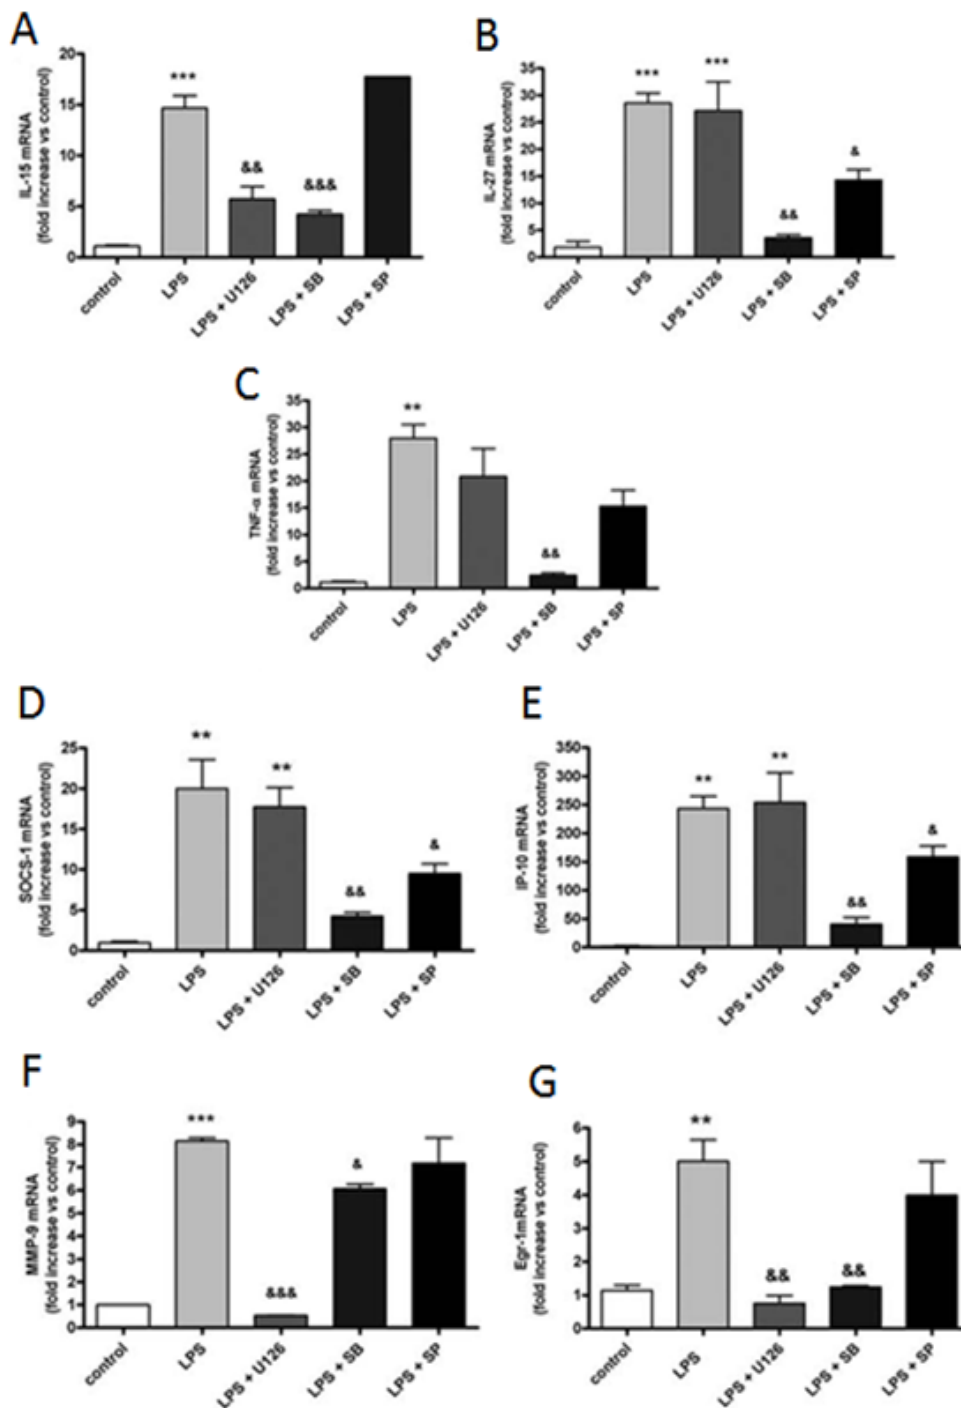 A
IL-15 mRNA
(fold increase vs control)
20
15
10
5
0
***
&&
&&&
control
LPS
LPS + U126
LPS + SB
LPS + SP
B
IL-27 mRNA
(fold increase vs control)
35
30
25
20
15
10
5
0
***
***
&&
&
control
LPS
LPS + U126
LPS + SB
LPS + SP
C
TNF-α mRNA
(fold increase vs control)
35
30
25
20
15
10
5
0
**
&&
control
LPS
LPS + U126
LPS + SB
LPS + SP
D
SOCS-1 mRNA
(fold increase vs control)
25
20
15
10
5
0
**
**
&&
&
control
LPS
LPS + U126
LPS + SB
LPS + SP
E
IP-10 mRNA
(fold increase vs control)
350
300
250
200
150
100
50
0
**
**
&&
&
control
LPS
LPS + U126
LPS + SB
LPS + SP
F
MMP-9 mRNA
(fold increase vs control)
9
8
7
6
5
4
3
2
1
0
***
&&&
&
control
LPS
LPS + U126
LPS + SB
LPS + SP
G
Egr-1mRNA
(fold increase vs control)
6
5
4
3
2
1
0
**
&&
&&
control
LPS
LPS + U126
LPS + SB
LPS + SP